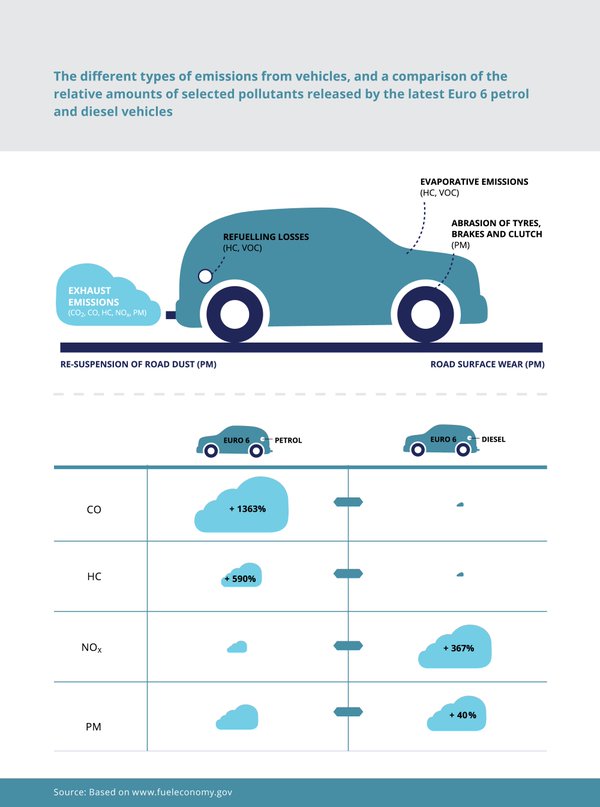 The different types of emissions from vehicles, and a comparison of the
relative amounts of selected pollutants released by the latest Euro 6 petrol
and diesel vehicles
EVAPORATIVE EMISSIONS
(HC, VOC)
ABRASION OF TYRES,
BRAKES AND CLUTCH
(PM)
REFUELLING LOSSES
(HC, VOC)
EXHAUST
EMISSIONS
(CO₂, CO, HC, NOₓ, PM)
RE-SUSPENSION OF ROAD DUST (PM)
ROAD SURFACE WEAR (PM)
EURO 6
PETROL
EURO 6
DIESEL
CO
+ 1363%
HC
+ 590%
NOₓ
+ 367%
PM
+ 40%
Source: Based on www.fueleconomy.gov